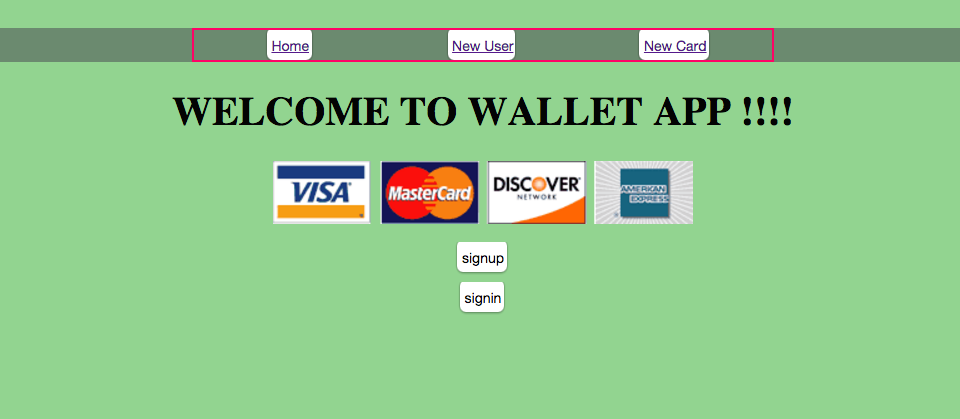 Home New User New Card
WELCOME TO WALLET APP !!!!
VISA MasterCard DISCOVER AMERICAN
NETWORK EXPRESS
signup
signin